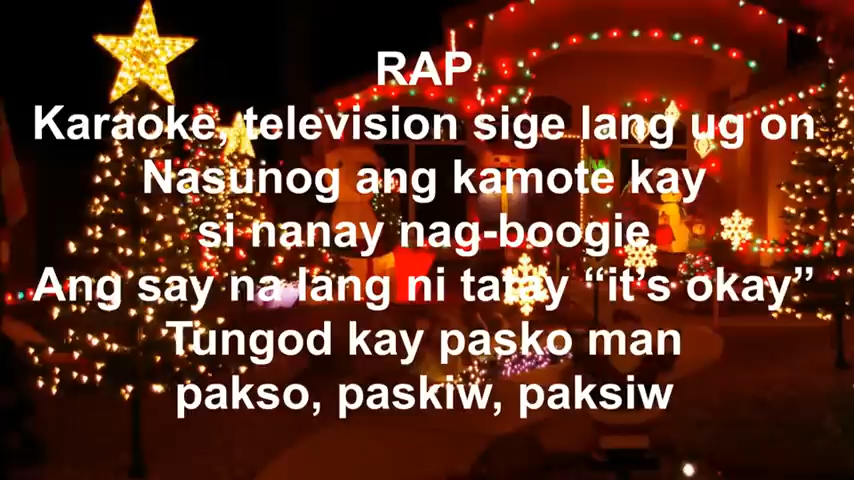 RAP
Karaoke, television sige lang ug on
Nasunog ang kamote kay
si nanay nag-boogie
Ang say na lang ni tatay “it’s okay”
Tungod kay pasko man
pakso, paskiw, paksiw